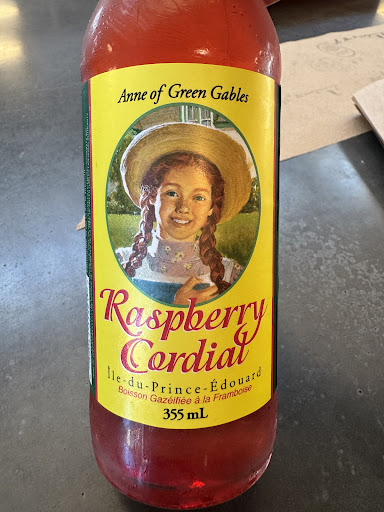 Anne of Green Gables
Raspberry
Cordial
Île-du-Prince-Édouard
Boisson Gazéifiée à la Framboise
355 mL